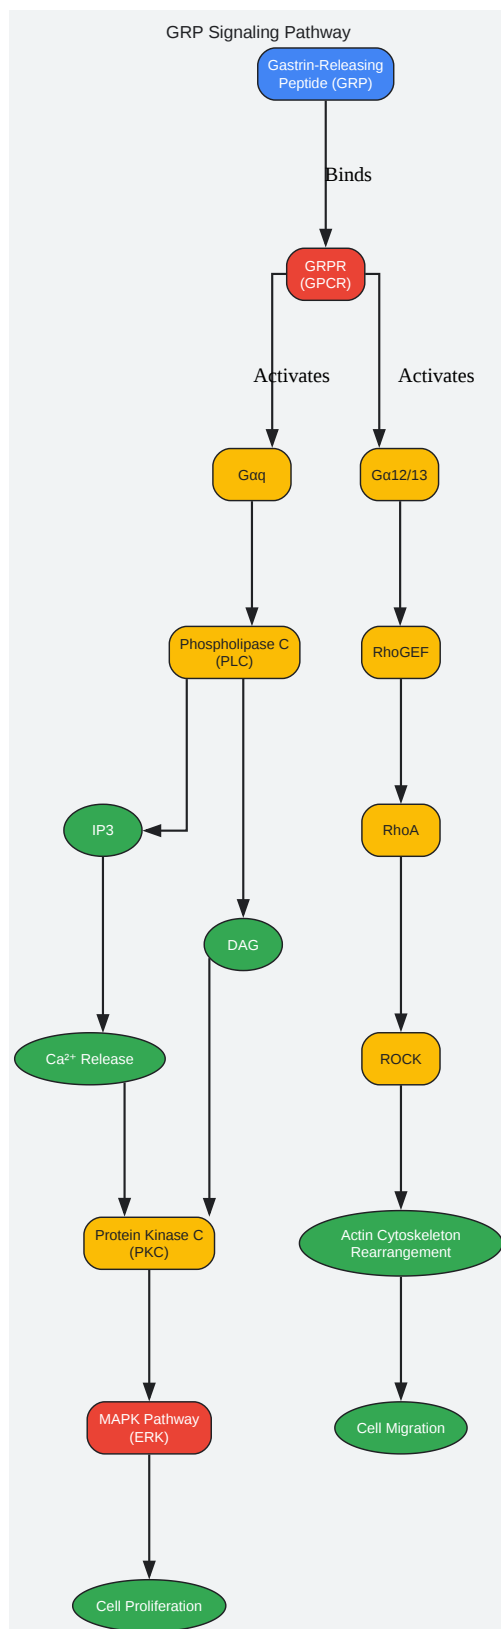 GRP Signaling Pathway
Gastrin-Releasing
Peptide (GRP)
Binds
GRPR
(GPCR)
Activates
Activates
Gαq
Gα12/13
Phospholipase C
(PLC)
RhoGEF
IP3
RhoA
DAG
Ca²⁺ Release
ROCK
Protein Kinase C
(PKC)
Actin Cytoskeleton
Rearrangement
MAPK Pathway
(ERK)
Cell Migration
Cell Proliferation